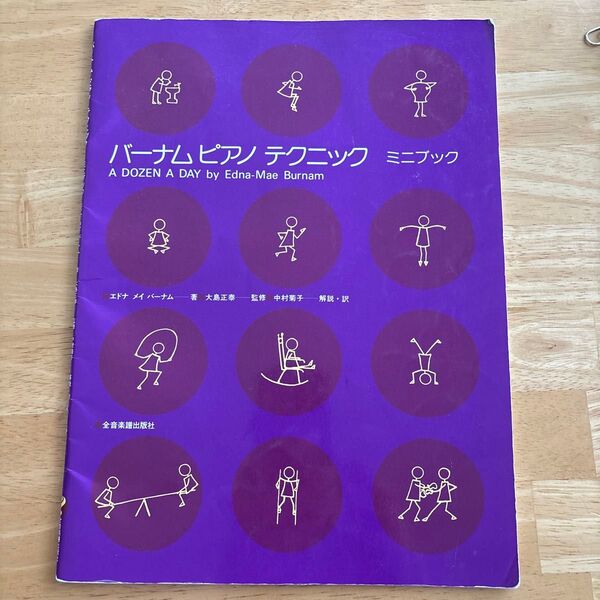 バーナム ピアノ テクニック ミニブック
A DOZEN A DAY by Edna-Mae Burnam
エドナ メイ バーナム——著 大島正泰——監修 中村菊子——解説・訳
全音楽譜出版社